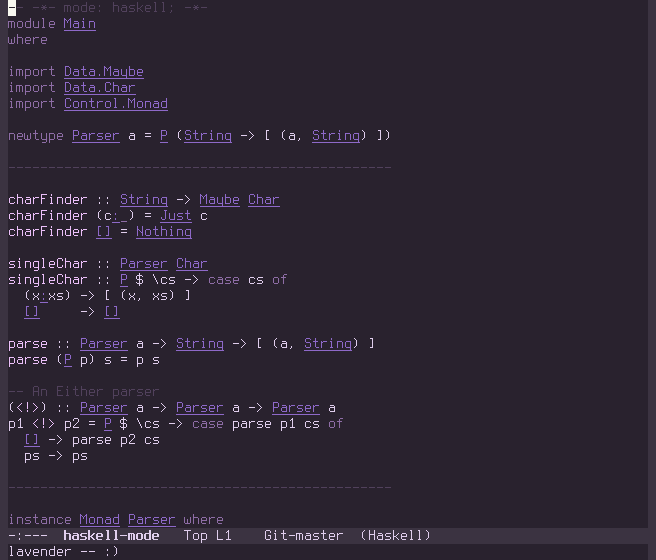 -- -*- mode: haskell; -*-
module Main
where
import Data.Maybe
import Data.Char
import Control.Monad
newtype Parser a = P (String -> [ (a, String) ])
------------------------------------------------
charFinder :: String -> Maybe Char
charFinder (c:_) = Just c
charFinder [] = Nothing
singleChar :: Parser Char
singleChar :: P $ \cs -> case cs of
  (x:xs) -> [ (x, xs) ]
  []     -> []
parse :: Parser a -> String -> [ (a, String) ]
parse (P p) s = p s
-- An Either parser
(<!>) :: Parser a -> Parser a -> Parser a
p1 <!> p2 = P $ \cs -> case parse p1 cs of
  [] -> parse p2 cs
  ps -> ps
------------------------------------------------
instance Monad Parser where
-:---  haskell-mode   Top L1    Git-master  (Haskell)
lavender -- :)